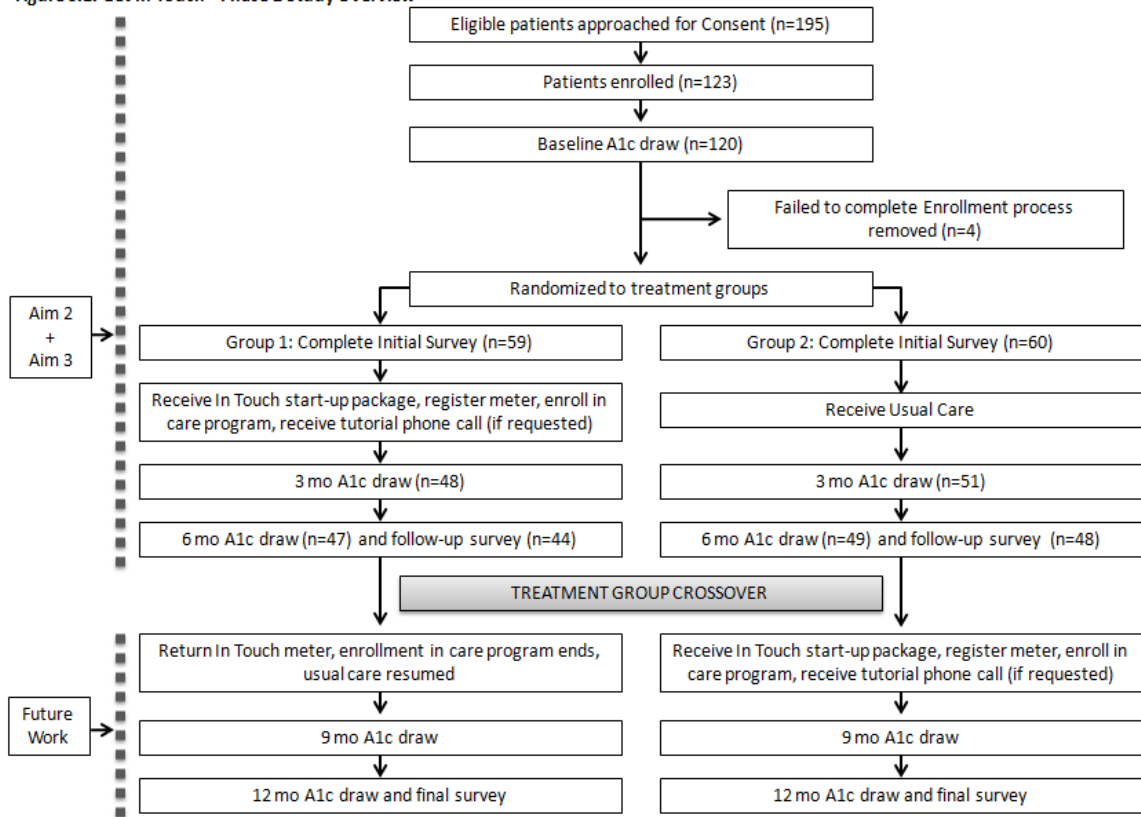 Figure In Touch Phase 2 Study Overview
Eligible patients approached for Consent (n=195)
Patients enrolled (n=123)
Baseline A1c draw (n=120)
Failed to complete Enrollment process
removed (n=4)
Randomized to treatment groups
Aim 2
+
Aim 3
Group 1: Complete Initial Survey (n=59)
Group 2: Complete Initial Survey (n=60)
Receive In Touch start-up package, register meter, enroll in
care program, receive tutorial phone call (if requested)
Receive Usual Care
3 mo A1c draw (n=48)
3 mo A1c draw (n=51)
6 mo A1c draw (n=47) and follow-up survey (n=44)
6 mo A1c draw (n=49) and follow-up survey (n=48)
TREATMENT GROUP CROSSOVER
Return In Touch meter, enrollment in care program ends,
usual care resumed
Receive In Touch start-up package, register meter, enroll in
care program, receive tutorial phone call (if requested)
Future
Work
9 mo A1c draw
9 mo A1c draw
12 mo A1c draw and final survey
12 mo A1c draw and final survey